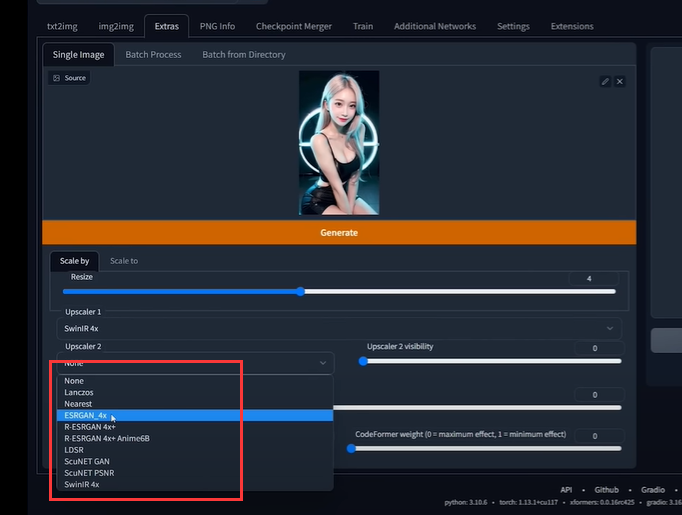 txt2img img2img Extras PNG Info Checkpoint Merger Train Additional Networks Settings Extensions
Single Image Batch Process Batch from Directory
Source
Generate
Scale by Scale to
Resize 4
Upscaler 1
SwinIR 4x
Upscaler 2 Upscaler 2 visibility 0
None
None
Lanczos
Nearest
ESRGAN_4x
R-ESRGAN 4x+
R-ESRGAN 4x+ Anime6B
LDSR
ScuNET GAN
ScuNET PSNR
SwinIR 4x
0
CodeFormer weight (0 = maximum effect, 1 = minimum effect) 0
API • Github • Gradio •
python: 3.10.6 • torch: 1.13.1+cu117 • xformers: 0.0.16rc425 • gradio: 3.16